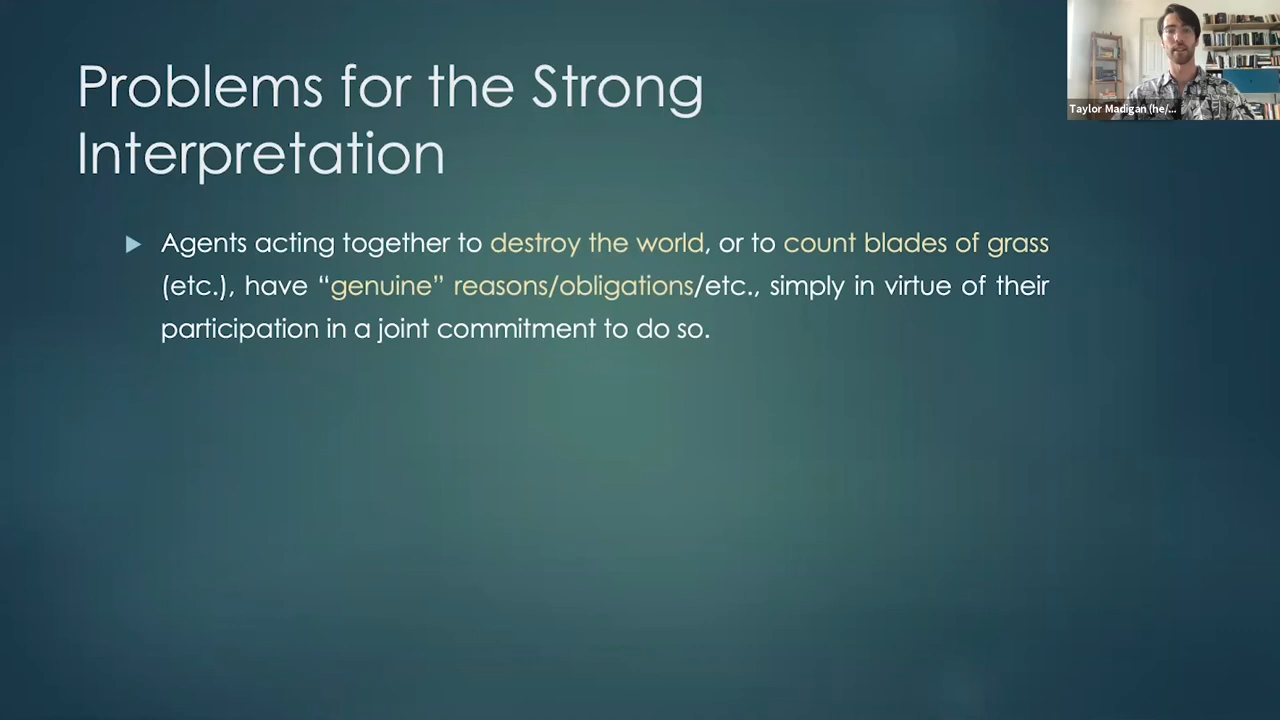 Problems for the Strong
Interpretation
Taylor Madigan (he/...
Agents acting together to destroy the world, or to count blades of grass
(etc.), have “genuine” reasons/obligations/etc., simply in virtue of their
participation in a joint commitment to do so.